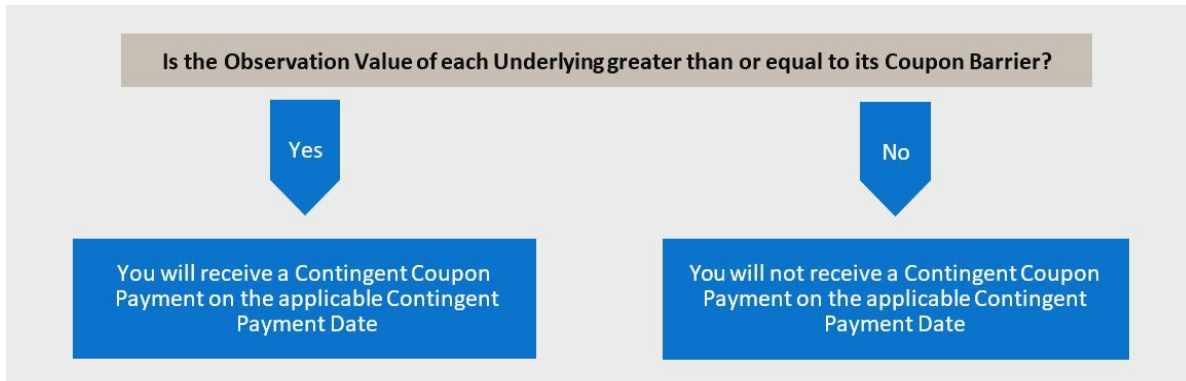 Is the Observation Value of each Underlying greater than or equal to its Coupon Barrier?
Yes
No
You will receive a Contingent Coupon
Payment on the applicable Contingent
Payment Date
You will not receive a Contingent Coupon
Payment on the applicable Contingent
Payment Date